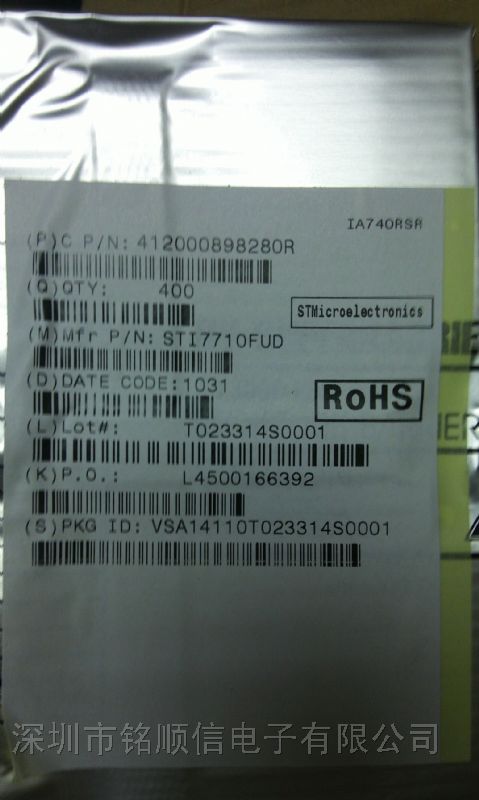 IA740RSR
(P)C P/N: 412000898280R
(Q)QTY: 400
STMicroelectronics
(M)Mfr P/N: STI7710FUD
(D)DATE CODE:1031
RoHS
(L)Lot#: T023314S0001
(K)P.O.: L4500166392
(S)PKG ID: VSA14110T023314S0001
深圳市铭顺信电子有限公司